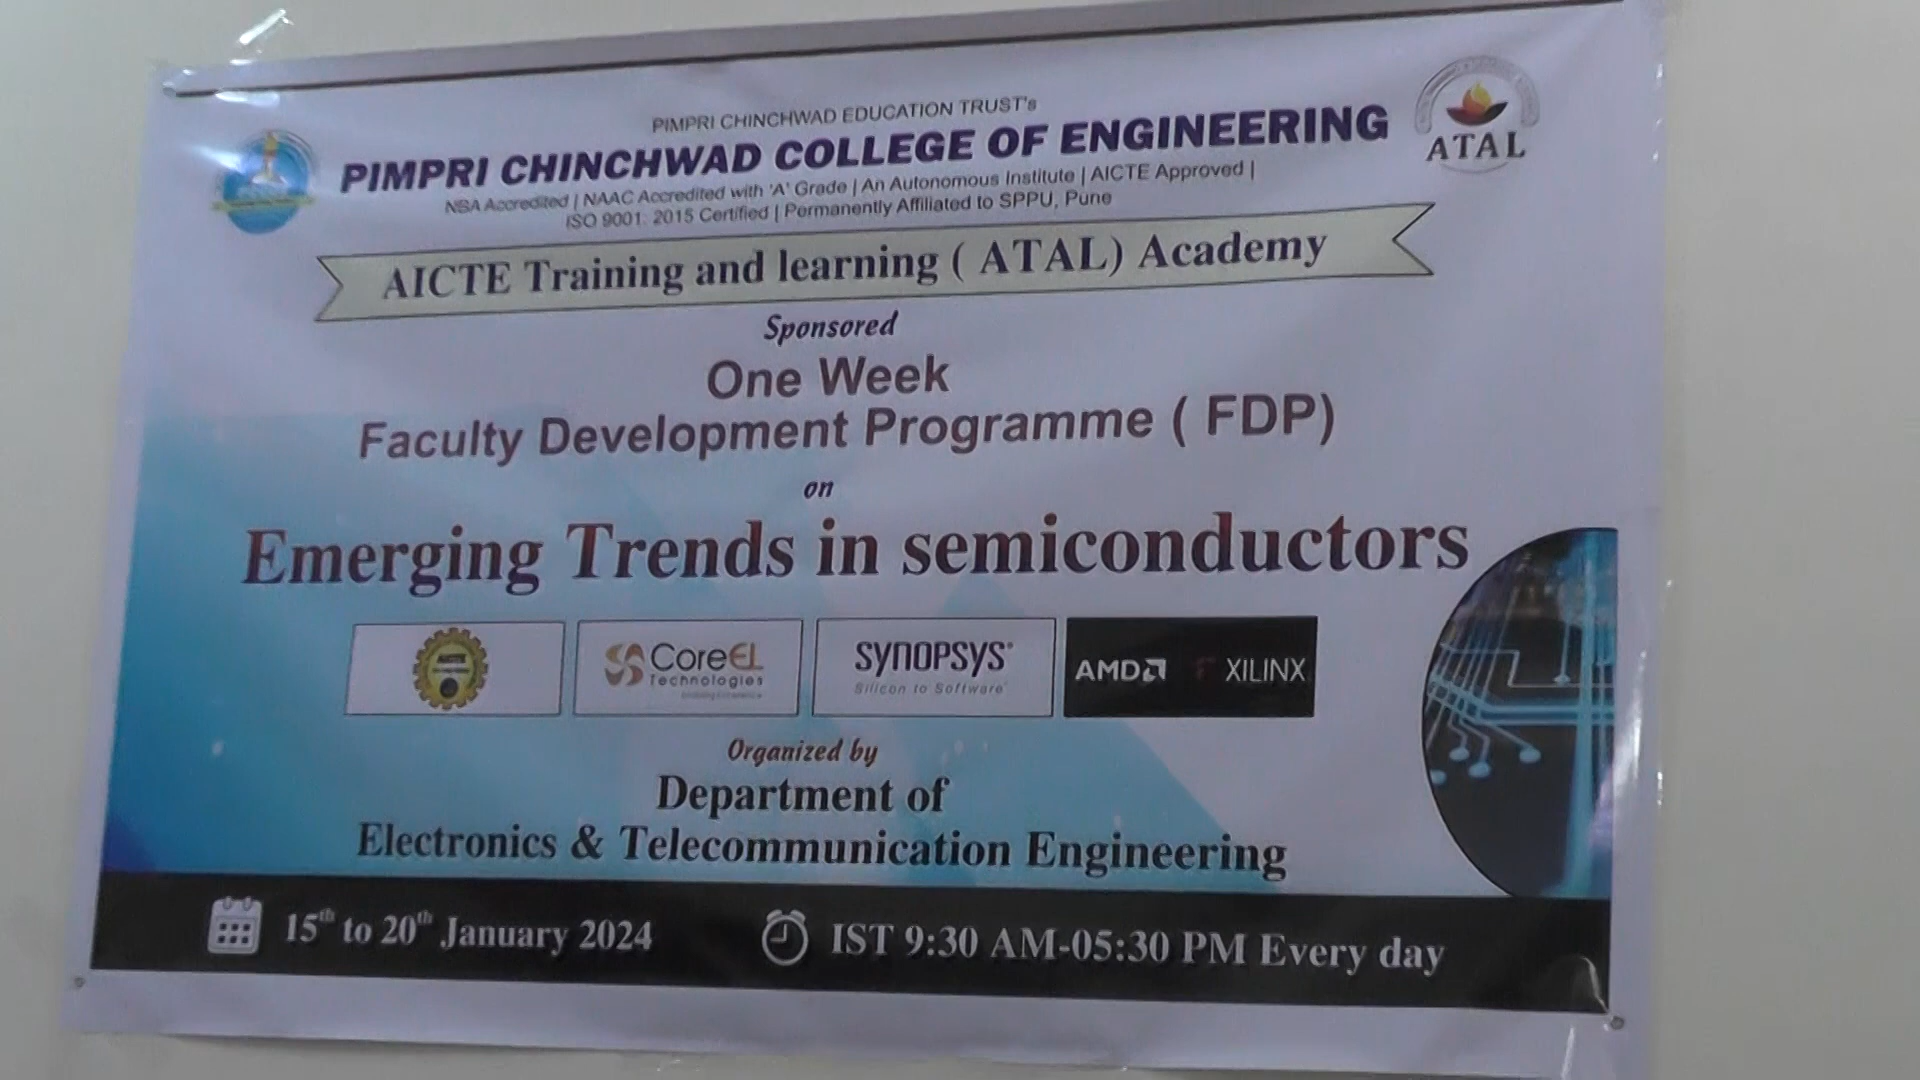 PIMPRI CHINCHWAD EDUCATION TRUST's
PIMPRI CHINCHWAD COLLEGE OF ENGINEERING
NBA Accredited | NAAC Accredited with 'A' Grade | An Autonomous Institute | AICTE Approved |
ISO 9001: 2015 Certified | Permanently Affiliated to SPPU, Pune
ATAL
AICTE Training and learning ( ATAL) Academy
Sponsored
One Week
Faculty Development Programme ( FDP)
on
Emerging Trends in semiconductors
AICTE
CoreEL
Technologies
SYNOPSYS®
Silicon to Software
AMD XILINX
Organized by
Department of
Electronics & Telecommunication Engineering
15th to 20th January 2024
IST 9:30 AM-05:30 PM Every day